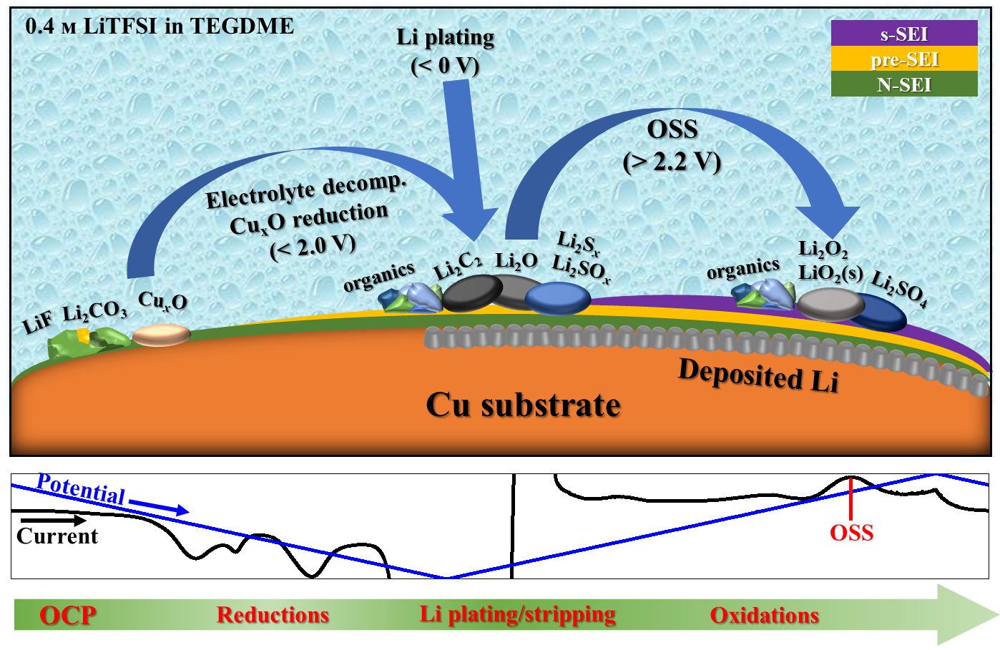 0.4 M LiTFSI in TEGDME
Li plating
(< 0 V)
s-SEI
pre-SEI
N-SEI
OSS
(> 2.2 V)
Electrolyte decomp.
CuₓO reduction
(< 2.0 V)
LiF
Li₂CO₃
CuₓO
organics
Li₂C₂
Li₂O
Li₂Sₓ
Li₂SOₓ
organics
Li₂O₂
LiO₂(s)
Li₂SO₄
Deposited Li
Cu substrate
Potential
Current
OSS
OCP
Reductions
Li plating/stripping
Oxidations